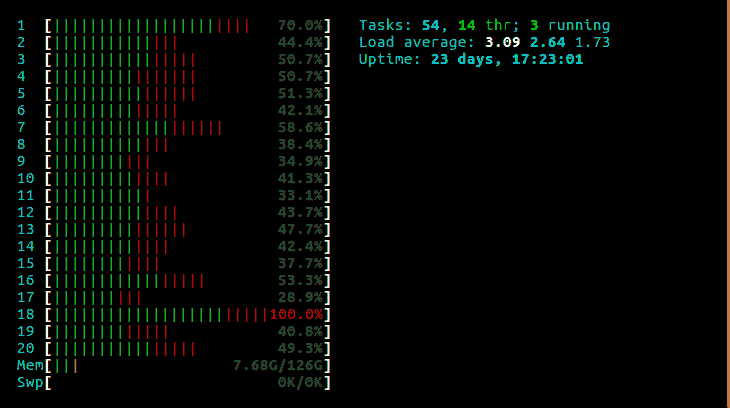 1 [|||||||||||||||||||||| 70.0%]
2 [|||||||||||||| 44.4%]
3 [|||||||||||||||| 50.7%]
4 [|||||||||||||||| 50.7%]
5 [|||||||||||||||| 51.3%]
6 [|||||||||||||| 42.1%]
7 [||||||||||||||||||| 58.6%]
8 [||||||||||||| 38.4%]
9 [||||||||||| 34.9%]
10 [||||||||||||| 41.3%]
11 [||||||||||| 33.1%]
12 [|||||||||||||| 43.7%]
13 [||||||||||||||| 47.7%]
14 [||||||||||||| 42.4%]
15 [|||||||||||| 37.7%]
16 [||||||||||||||||| 53.3%]
17 [|||||||||| 28.9%]
18 [||||||||||||||||||||||||100.0%]
19 [||||||||||||| 40.8%]
20 [|||||||||||||||| 49.3%]
Mem[||| 7.68G/126G]
Swp[ 0K/0K]
Tasks: 54, 14 thr; 3 running
Load average: 3.09 2.64 1.73
Uptime: 23 days, 17:23:01